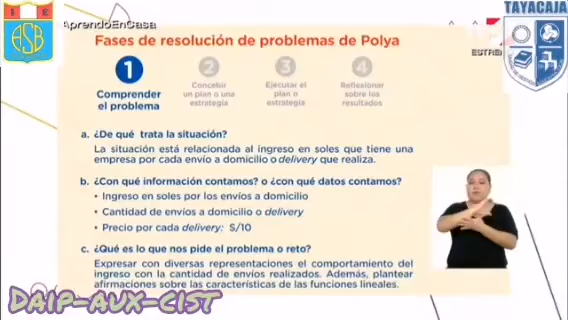 1 E
ESB
AprendoEnCasa
TAYACAJA
ESTRE
Fases de resolución de problemas de Polya
1
2
3
4
Comprender
el problema
Concebir
un plan o una
estrategia
Ejecutar el
plan o
estrategia
Reflexionar
sobre los
resultados
a. ¿De qué trata la situación?
La situación está relacionada al ingreso en soles que tiene una
empresa por cada envío a domicilio o delivery que realiza.
b. ¿Con qué información contamos? o ¿con qué datos contamos?
• Ingreso en soles por los envíos a domicilio
• Cantidad de envíos a domicilio o delivery
• Precio por cada delivery: S/10
c. ¿Qué es lo que nos pide el problema o reto?
Expresar con diversas representaciones el comportamiento del
ingreso con la cantidad de envíos realizados. Además, plantear
afirmaciones sobre las características de las funciones lineales.
DAIP-AUX-CIST